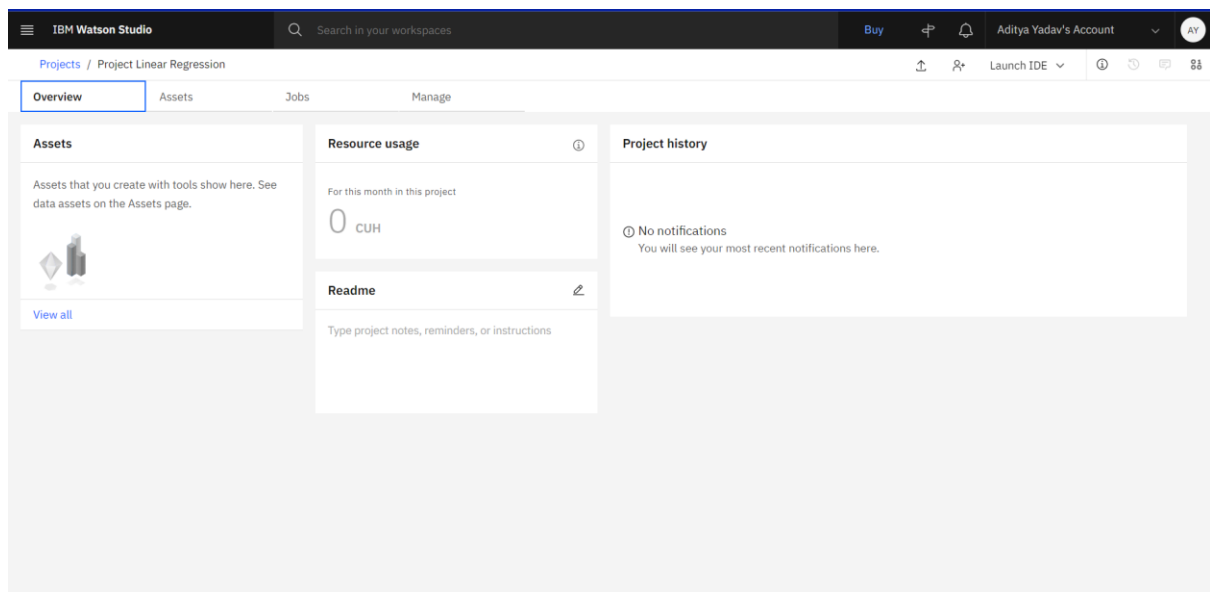 IBM Watson Studio
Search in your workspaces
Buy
Aditya Yadav's Account
AY
Projects / Project Linear Regression
Launch IDE
Overview
Assets
Jobs
Manage
Assets
Assets that you create with tools show here. See
data assets on the Assets page.
View all
Resource usage
For this month in this project
0 CUH
Readme
Type project notes, reminders, or instructions
Project history
No notifications
You will see your most recent notifications here.